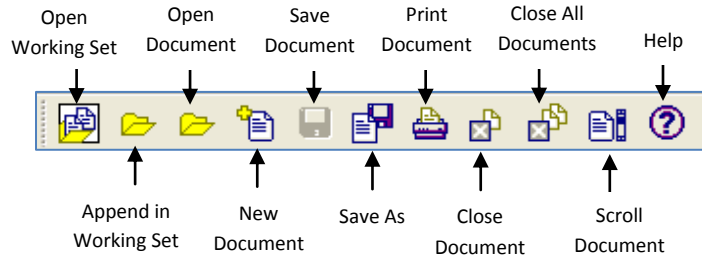 Open
Working Set
Open
Document
Save
Document
Print
Document
Close All
Documents
Help
Append in
Working Set
New
Document
Save As
Close
Document
Scroll
Document